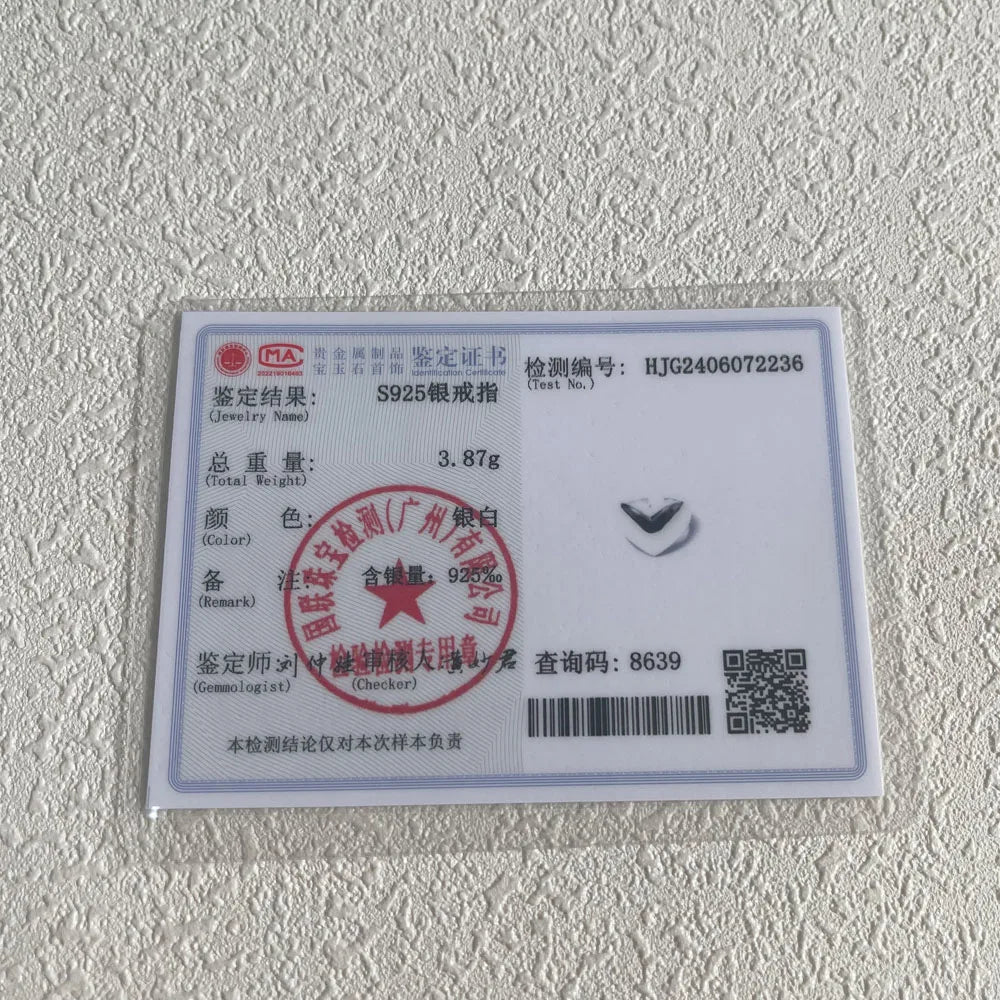 MA
202219016493
贵金属制品
宝玉石首饰
鉴定证书
Identification Certificate
检测编号: HJG2406072236
(Test No.)
鉴定结果: S925银戒指
(Jewelry Name)
总重量: 3.87g
(Total Weight)
颜色: 银白
(Color)
备注: 含银量: 925‰
(Remark)
国联珠宝检测(广州)有限公司
检验检测专用章
鉴定师: 刘仲 审核人
(Gemmologist) (Checker)
查询码: 8639
本检测结论仅对本次样本负责